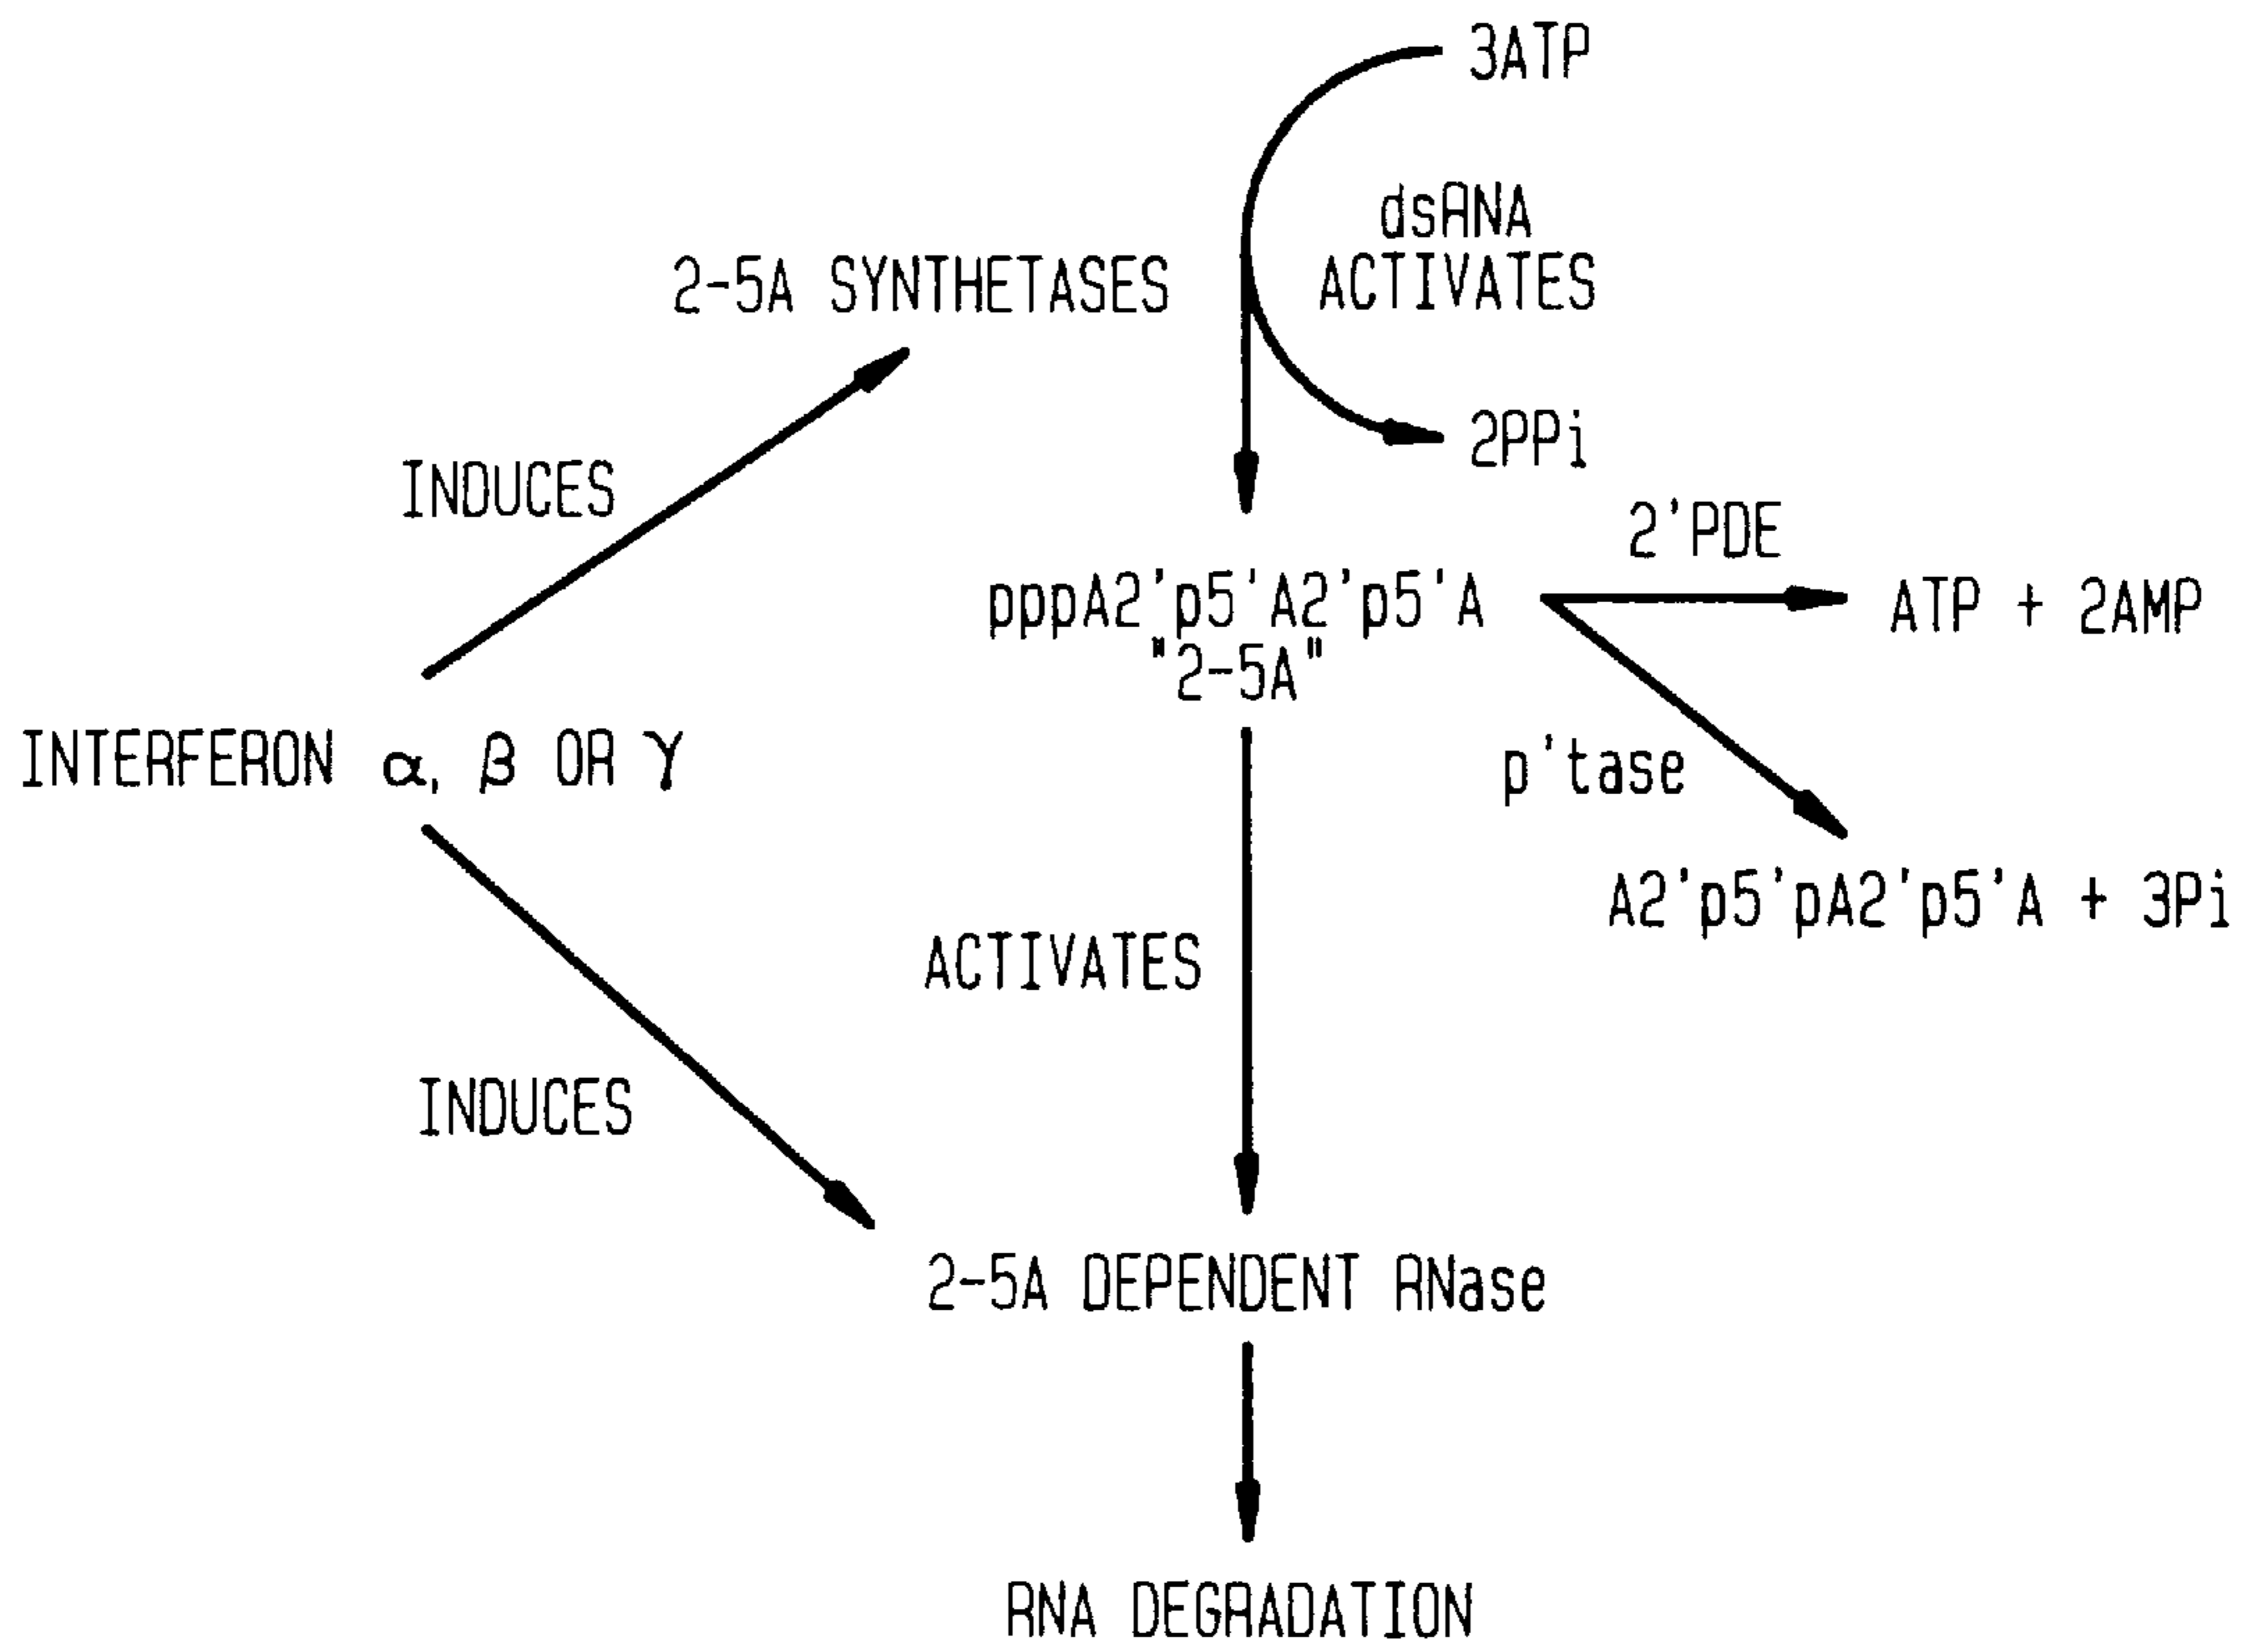 3ATP
dsRNA
ACTIVATES
2-5A SYNTHETASES
2PPi
INDUCES
2'PDE
pppA2'p5'A2'p5'A
ATP + 2AMP
"2-5A"
INTERFERON α, β OR γ
p'tase
A2'p5'pA2'p5'A + 3Pi
ACTIVATES
INDUCES
2-5A DEPENDENT RNase
RNA DEGRADATION